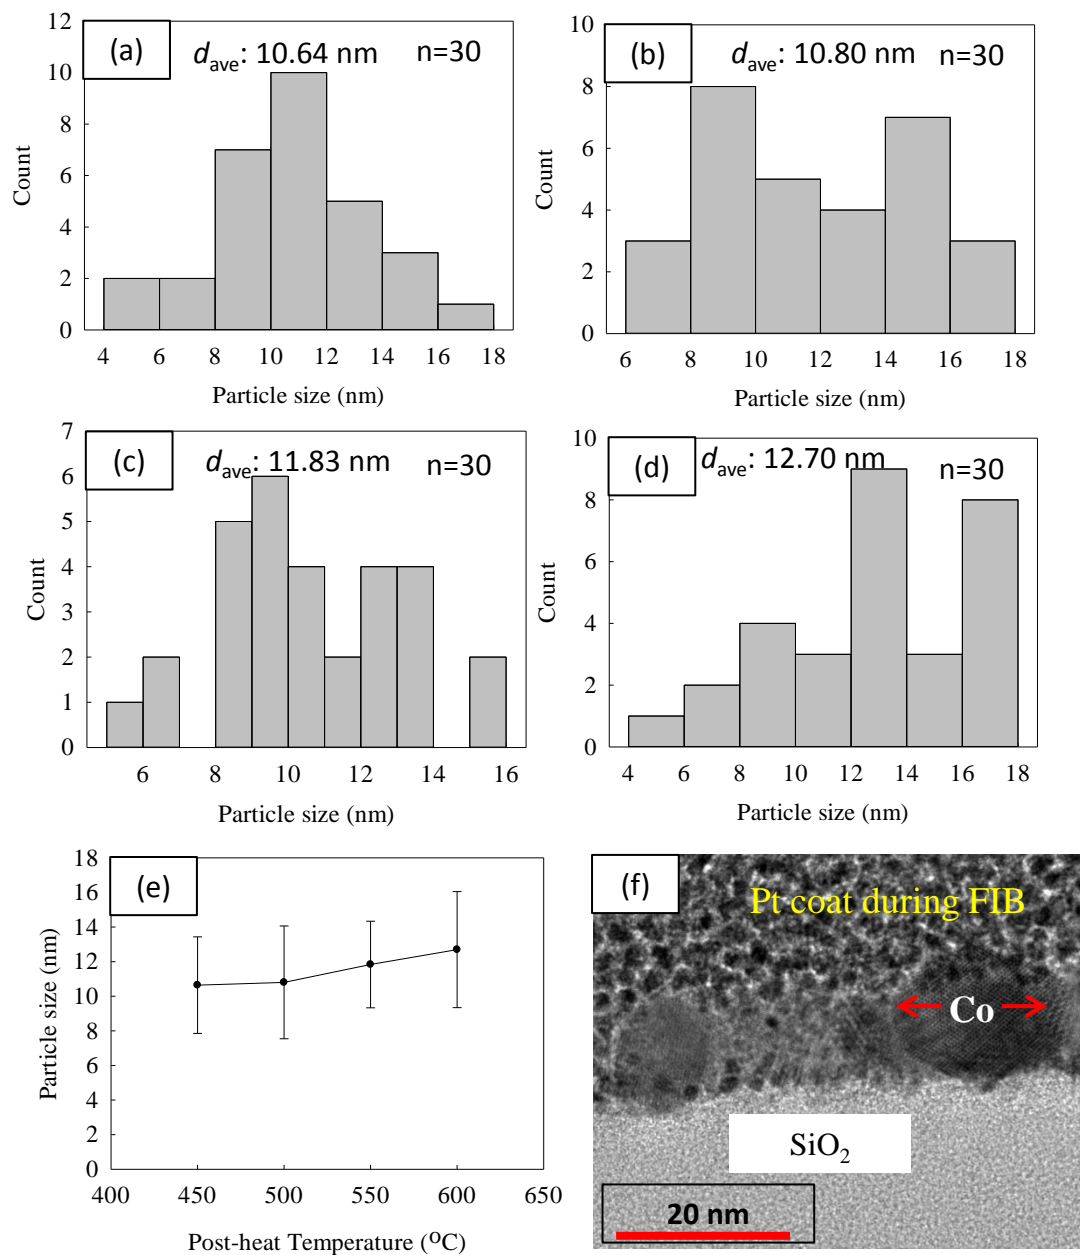 (a)
d_ave: 10.64 nm n=30
12
10
8
6
4
2
0
Count
4 6 8 10 12 14 16 18
Particle size (nm)
(b)
d_ave: 10.80 nm n=30
10
8
6
4
2
0
Count
6 8 10 12 14 16 18
Particle size (nm)
(c)
d_ave: 11.83 nm n=30
7
6
5
4
3
2
1
0
Count
6 8 10 12 14 16
Particle size (nm)
(d)
d_ave: 12.70 nm n=30
10
8
6
4
2
0
Count
4 6 8 10 12 14 16 18
Particle size (nm)
(e)
18
16
14
12
10
8
6
4
2
0
Particle size (nm)
400 450 500 550 600 650
Post-heat Temperature (°C)
(f)
Pt coat during FIB
Co
SiO₂
20 nm